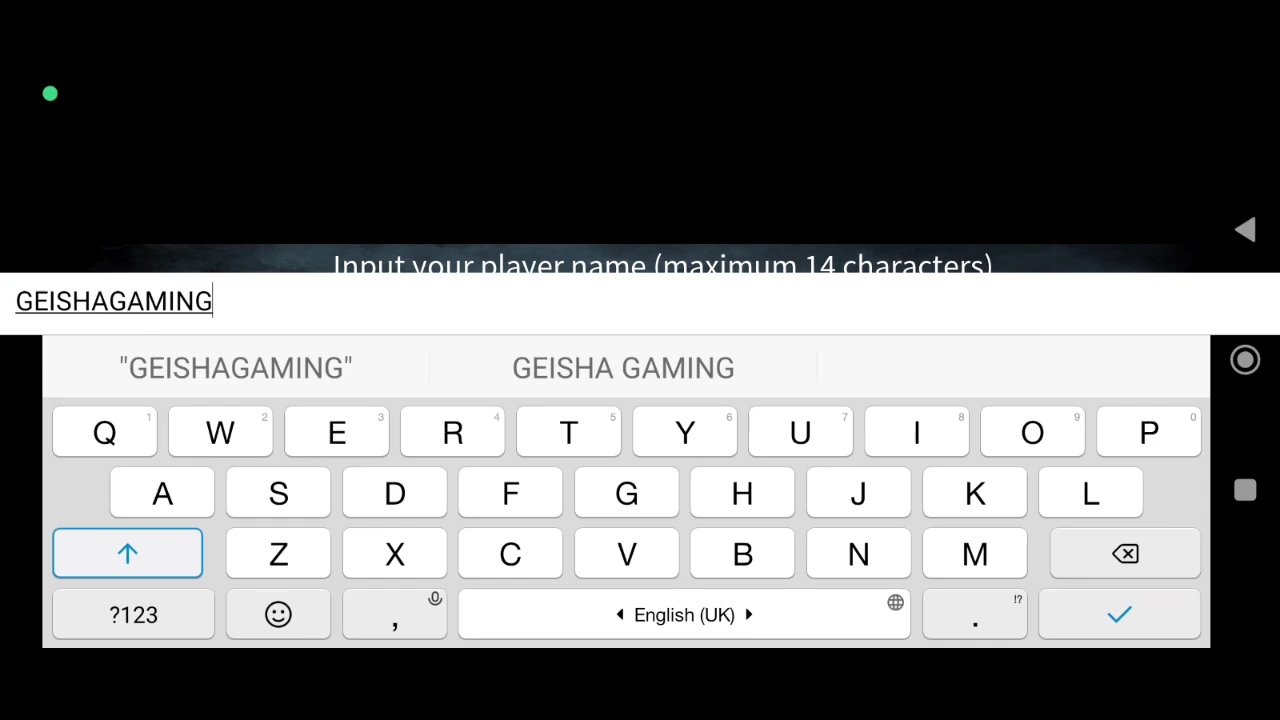 Input your player name (maximum 14 characters)
GEISHAGAMING
"GEISHAGAMING" GEISHA GAMING
Q 1 W 2 E 3 R 4 T 5 Y 6 U 7 I 8 O 9 P 0
A S D F G H J K L
Z X C V B N M
?123 , English (UK) . !?